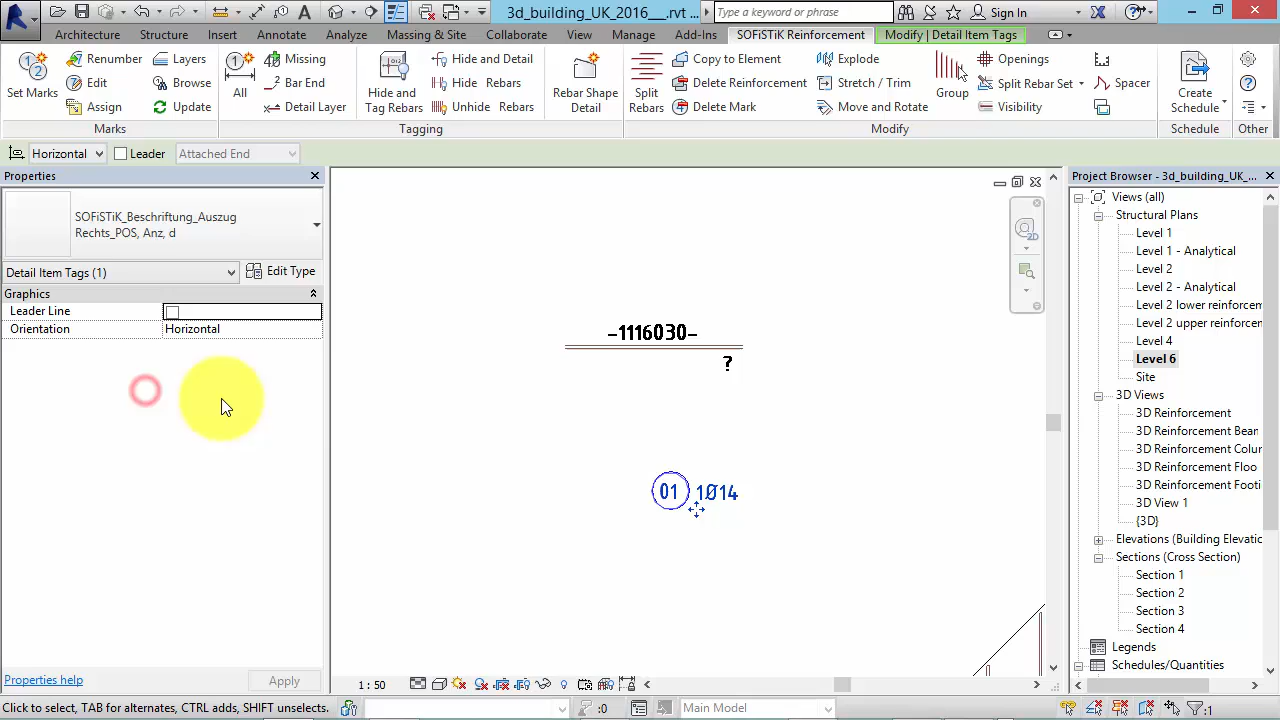 3d_building_UK_2016___.rvt
Type a keyword or phrase
Sign In
Architecture
Struct
Insert
Annotate
Analyze
Massing & Site
Collaborate
View
Manage
Add-Ins
SOFiSTiK Reinforcement
Modify | Detail Item Tags
Set Marks
Renumber
Edit
Assign
Layers
Browse
Update
All
Missing
Bar End
Detail Layer
Hide and
Tag Rebars
Hide and Detail
Hide Rebars
Unhide Rebars
Rebar Shape
Detail
Split
Rebars
Copy to Element
Delete Reinforcement
Delete Mark
Explode
Stretch / Trim
Move and Rotate
Group
Openings
Split Rebar Set
Visibility
Spacer
Create
Schedule
Marks
Tagging
Modify
Schedule
Other
Horizontal
Leader
Attached End
Properties
SOFiSTiK_Beschriftung_Auszug
Rechts_POS, Anz, d
Detail Item Tags (1)
Edit Type
Graphics
Leader Line
Orientation
Horizontal
Properties help
Apply
-1116030-
?
01 1Ø14
2D
1 : 50
Project Browser - 3d_building_UK_...
Views (all)
Structural Plans
Level 1
Level 1 - Analytical
Level 2
Level 2 - Analytical
Level 2 lower reinforcem
Level 2 upper reinforcem
Level 4
Level 6
Site
3D Views
3D Reinforcement
3D Reinforcement Bean
3D Reinforcement Colur
3D Reinforcement Floo
3D Reinforcement Footi
3D View 1
{3D}
Elevations (Building Elevatio
Sections (Cross Section)
Section 1
Section 2
Section 3
Section 4
Legends
Schedules/Quantities
Click to select, TAB for alternates, CTRL adds, SHIFT unselects.
:0
Main Model
:1